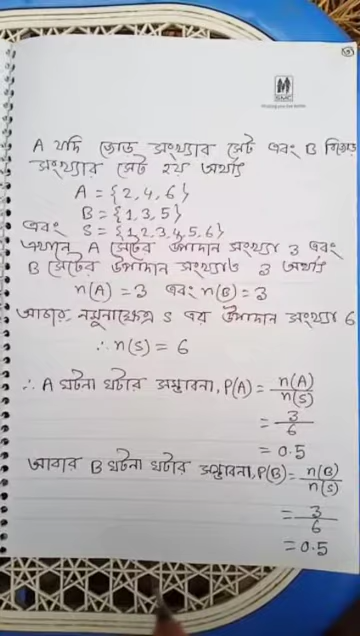 A যদি জোড় সংখ্যার সেট এবং B বিজোড়
সংখ্যার সেট হয় অর্থাৎ
A = {2,4,6}
B = {1,3,5}
এবং S = {1,2,3,4,5,6}
এখানে A সেটের উপাদান সংখ্যা 3 এবং
B সেটের উপাদান সংখ্যাও 3 অর্থাৎ
n(A) = 3 এবং n(B) = 3
আবার, নমুনাক্ষেত্র S এর উপাদান সংখ্যা 6
∴ n(S) = 6
∴ A ঘটনা ঘটার সম্ভাবনা, P(A) = n(A)/n(S)
= 3/6
= 0.5
আবার B ঘটনা ঘটার সম্ভাবনা, P(B) = n(B)/n(S)
= 3/6
= 0.5